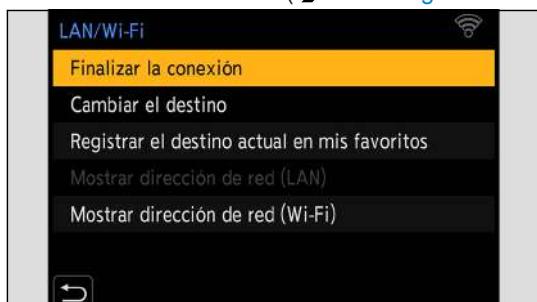 LAN/Wi-Fi
Finalizar la conexión
Cambiar el destino
Registrar el destino actual en mis favoritos
Mostrar dirección de red (LAN)
Mostrar dirección de red (Wi-Fi)